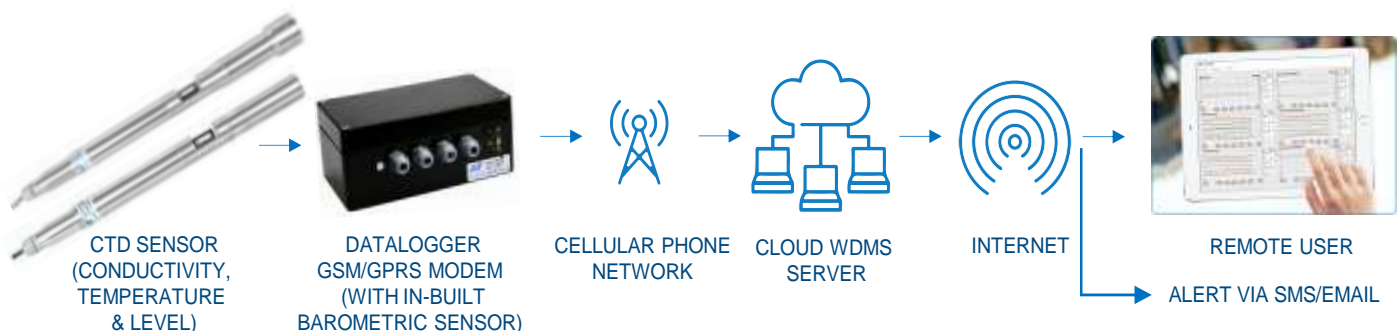 CTD SENSOR
(CONDUCTIVITY,
TEMPERATURE
& LEVEL)
DATALOGGER
GSM/GPRS MODEM
(WITH IN-BUILT
BAROMETRIC SENSOR)
CELLULAR PHONE
NETWORK
CLOUD WDMS
SERVER
INTERNET
REMOTE USER
ALERT VIA SMS/EMAIL